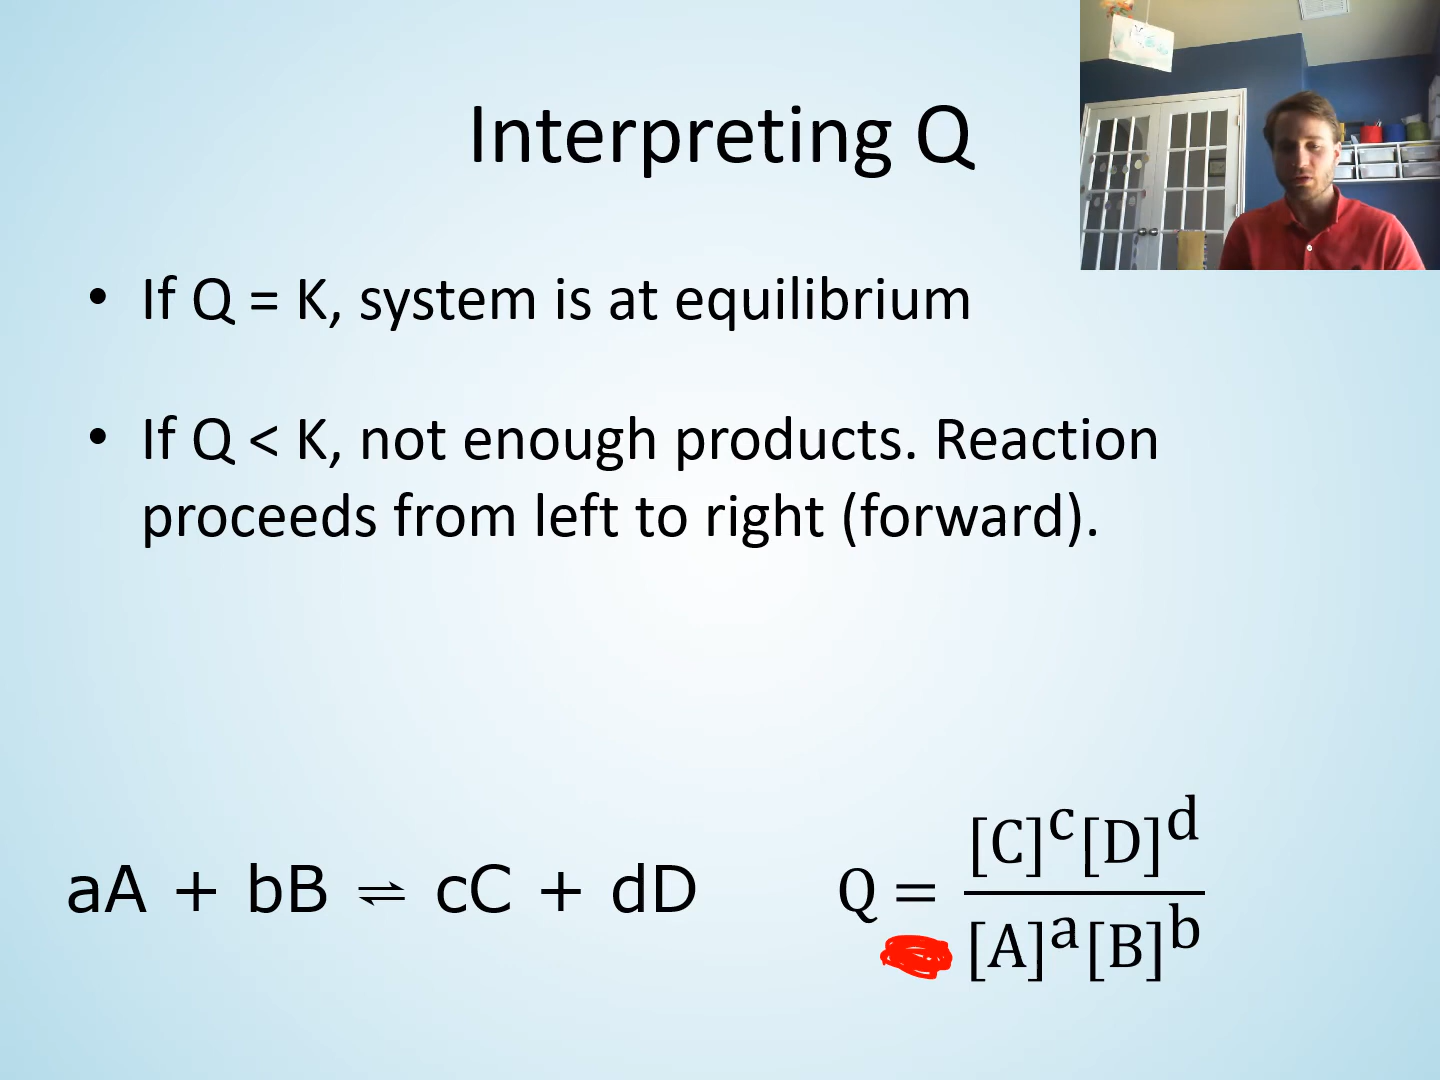 Interpreting Q
• If Q = K, system is at equilibrium
• If Q < K, not enough products. Reaction
proceeds from left to right (forward).
aA + bB ⇌ cC + dD
Q = [C]ᶜ[D]ᵈ / [A]ᵃ[B]ᵇ